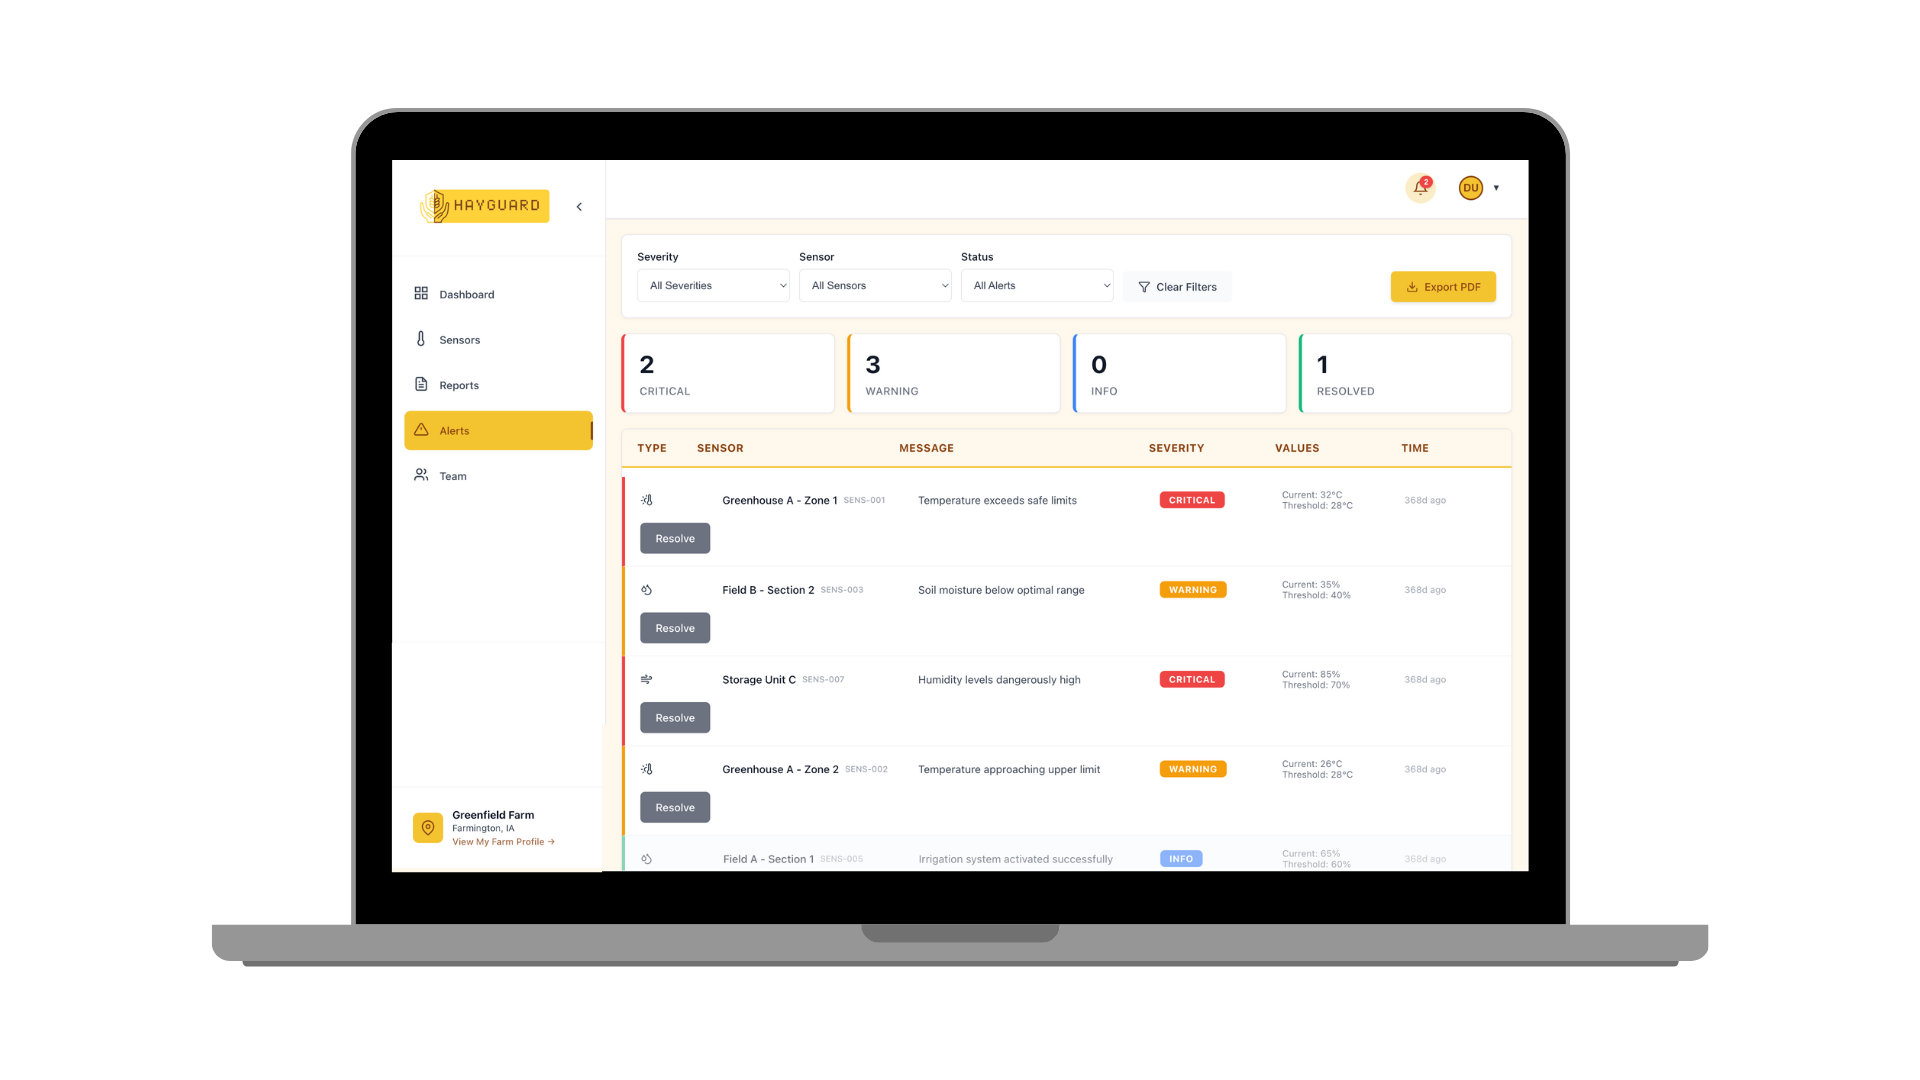 HAYGUARD
2
DU
Dashboard
Sensors
Reports
Alerts
Team
Greenfield Farm
Farmington, IA
View My Farm Profile →
Severity
Sensor
Status
All Severities
All Sensors
All Alerts
Clear Filters
Export PDF
2
CRITICAL
3
WARNING
0
INFO
1
RESOLVED
TYPE SENSOR MESSAGE SEVERITY VALUES TIME
Greenhouse A - Zone 1 SENS-001 Temperature exceeds safe limits CRITICAL Current: 32°C
Threshold: 28°C
368d ago
Resolve
Field B - Section 2 SENS-003 Soil moisture below optimal range WARNING Current: 35%
Threshold: 40%
368d ago
Resolve
Storage Unit C SENS-007 Humidity levels dangerously high CRITICAL Current: 85%
Threshold: 70%
368d ago
Resolve
Greenhouse A - Zone 2 SENS-002 Temperature approaching upper limit WARNING Current: 26°C
Threshold: 28°C
368d ago
Resolve
Field A - Section 1 SENS-005 Irrigation system activated successfully INFO Current: 65%
Threshold: 60%
368d ago